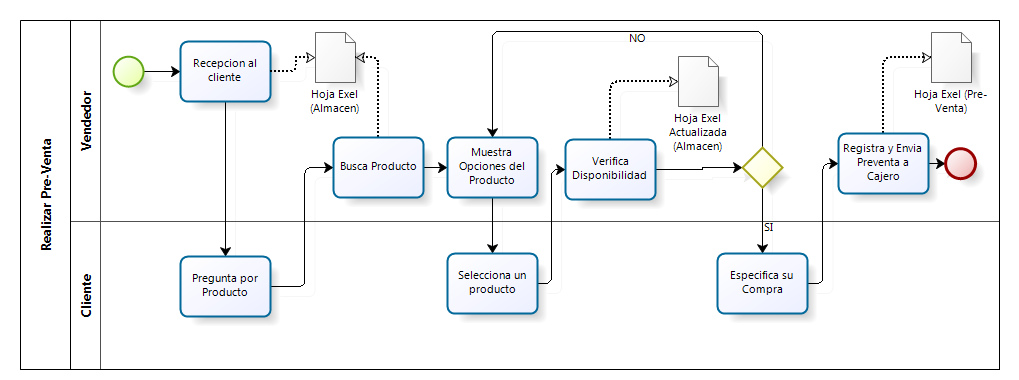 Realizar Pre-Venta
Vendedor
Recepcion al
cliente
Hoja Exel
(Almacen)
Busca Producto
NO
Muestra
Opciones del
Producto
Verifica
Disponibilidad
Hoja Exel
Actualizada
(Almacen)
Hoja Exel (Pre-
Venta)
Registra y Envia
Preventa a
Cajero
SI
Cliente
Pregunta por
Producto
Selecciona un
producto
Especifica su
Compra